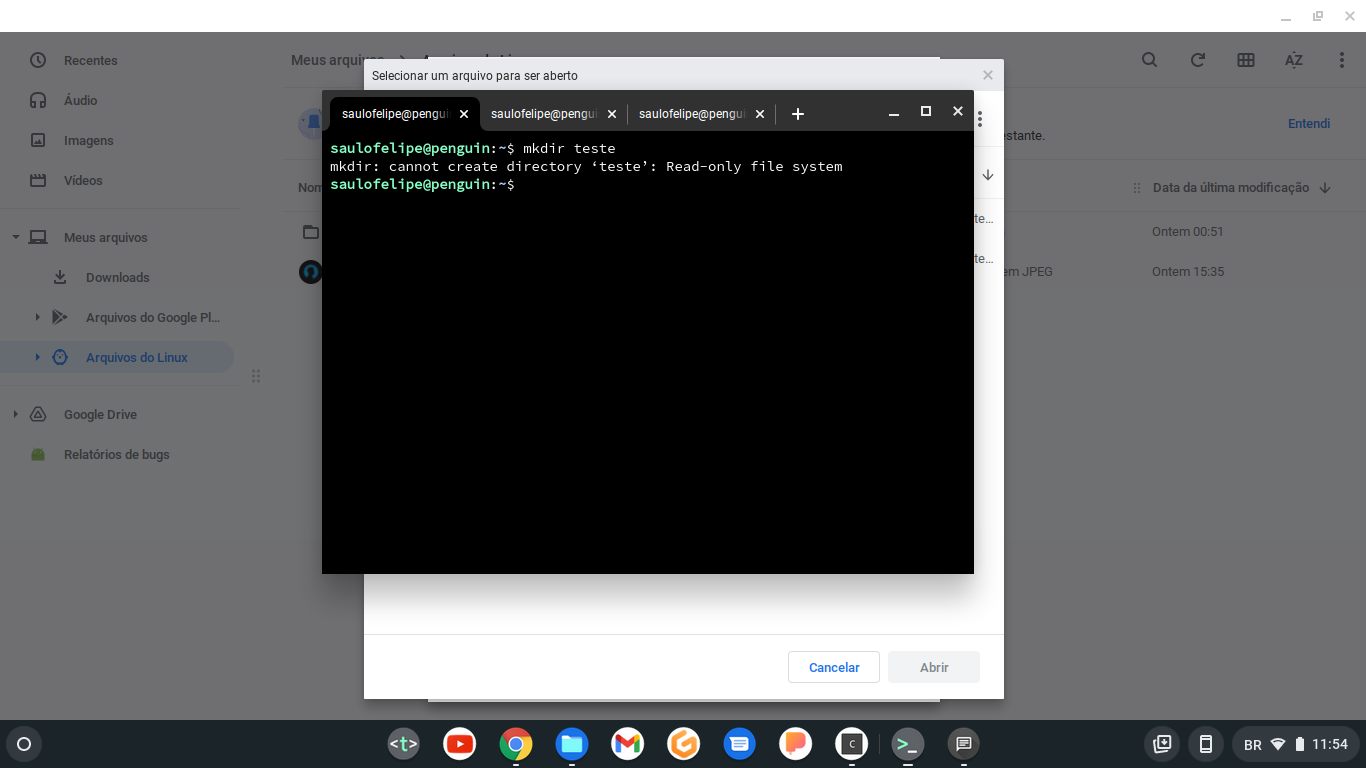 Recentes
Áudio
Imagens
Vídeos
Meus arquivos
Downloads
Arquivos do Google Pl...
Arquivos do Linux
Google Drive
Relatórios de bugs
Meus arquivos
Selecionar um arquivo para ser aberto
saulofelipe@pengui
saulofelipe@pengui
saulofelipe@pengui
saulofelipe@penguin:~$ mkdir teste
mkdir: cannot create directory ‘teste’: Read-only file system
saulofelipe@penguin:~$
estante.
Entendi
Nom
Data da última modificação
te...
Ontem 00:51
te...
em JPEG
Ontem 15:35
Cancelar
Abrir
<t>
C
>_
BR
11:54